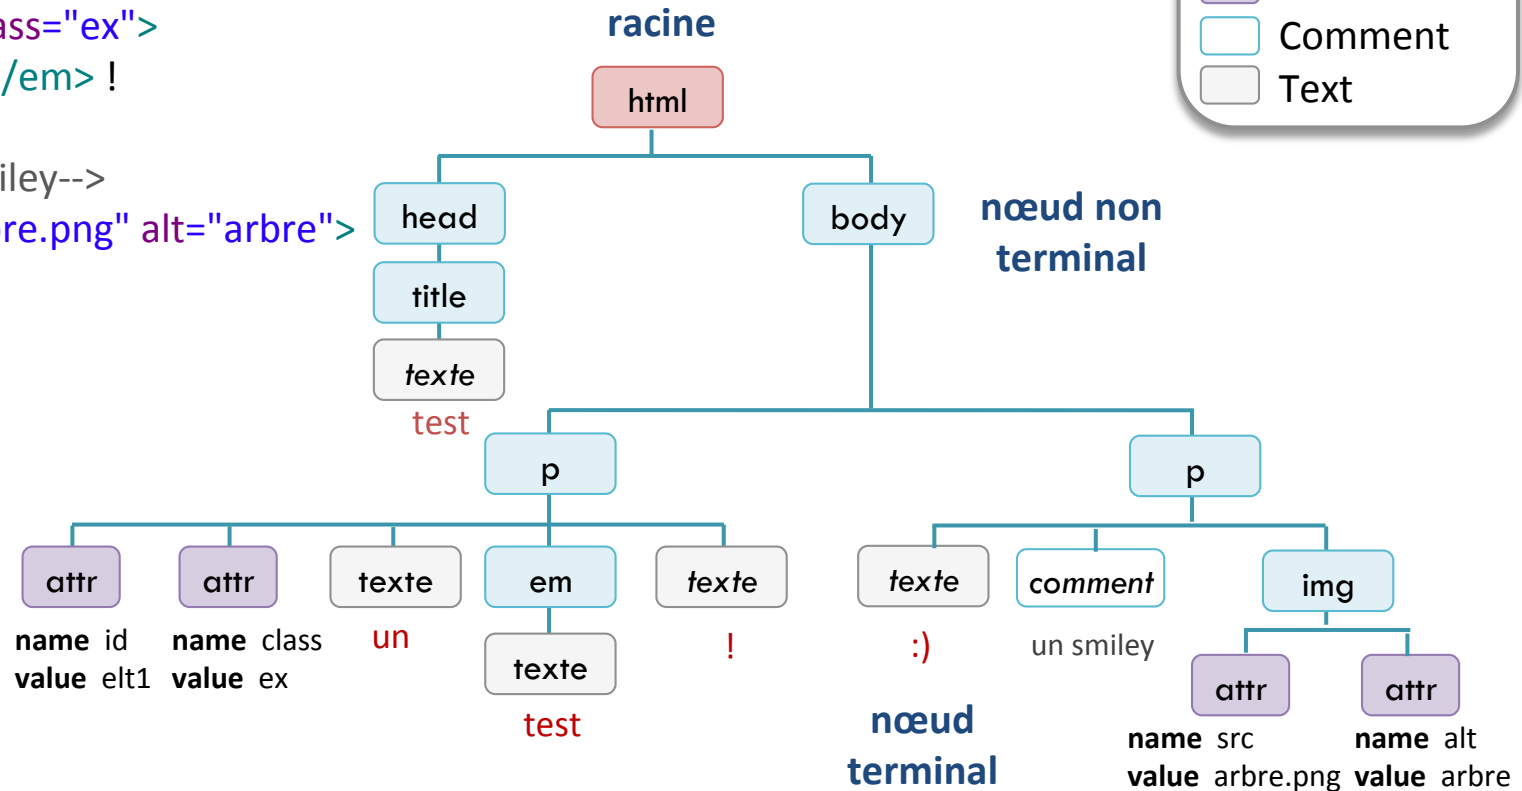 ass="ex">
/em> !
iley-->
re.png" alt="arbre">
racine
Comment
Text
html
head
body
nœud non
terminal
title
texte
test
p
p
attr
attr
texte
em
texte
texte
comment
img
name id
value elt1
name class
value ex
un
texte
test
!
:)
un smiley
attr
attr
nœud
terminal
name src
value arbre.png
name alt
value arbre